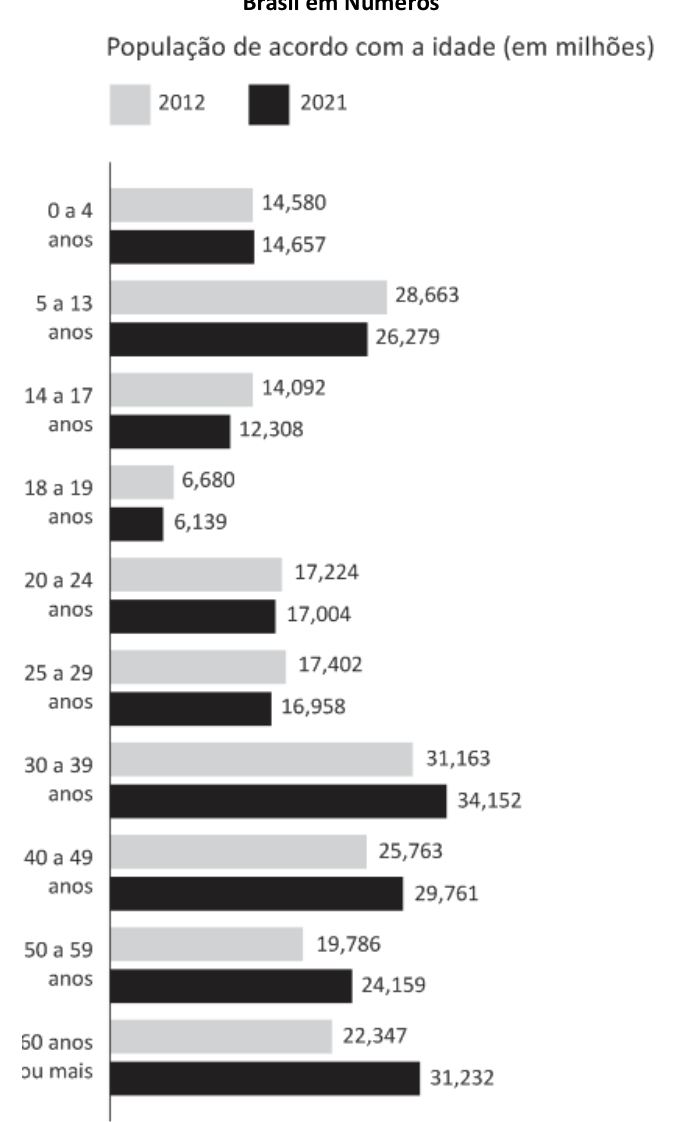 Brasil em Números
População de acordo com a idade (em milhões)
2012 2021
0 a 4
anos
14,580
14,657
5 a 13
anos
28,663
26,279
14 a 17
anos
14,092
12,308
18 a 19
anos
6,680
6,139
20 a 24
anos
17,224
17,004
25 a 29
anos
17,402
16,958
30 a 39
anos
31,163
34,152
40 a 49
anos
25,763
29,761
50 a 59
anos
19,786
24,159
60 anos
ou mais
22,347
31,232